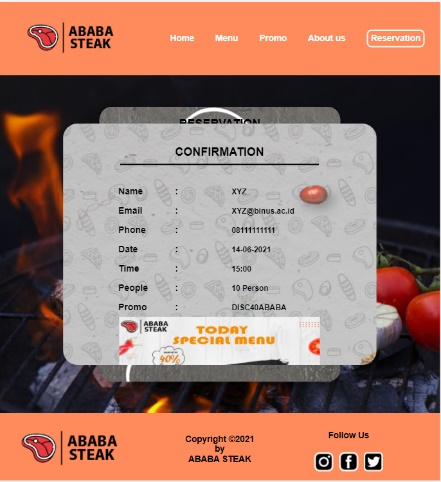 ABABA
STEAK
Home Menu Promo About us Reservation
RESERVATION
CONFIRMATION
Name : XYZ
Email : XYZ@binus.ac.id
Phone : 08111111111
Date : 14-06-2021
Time : 15:00
People : 10 Person
Promo : DISC40ABABA
ABABA
STEAK
TODAY
SPECIAL MENU
40%
ABABA
STEAK
Copyright ©2021
by
ABABA STEAK
Follow Us